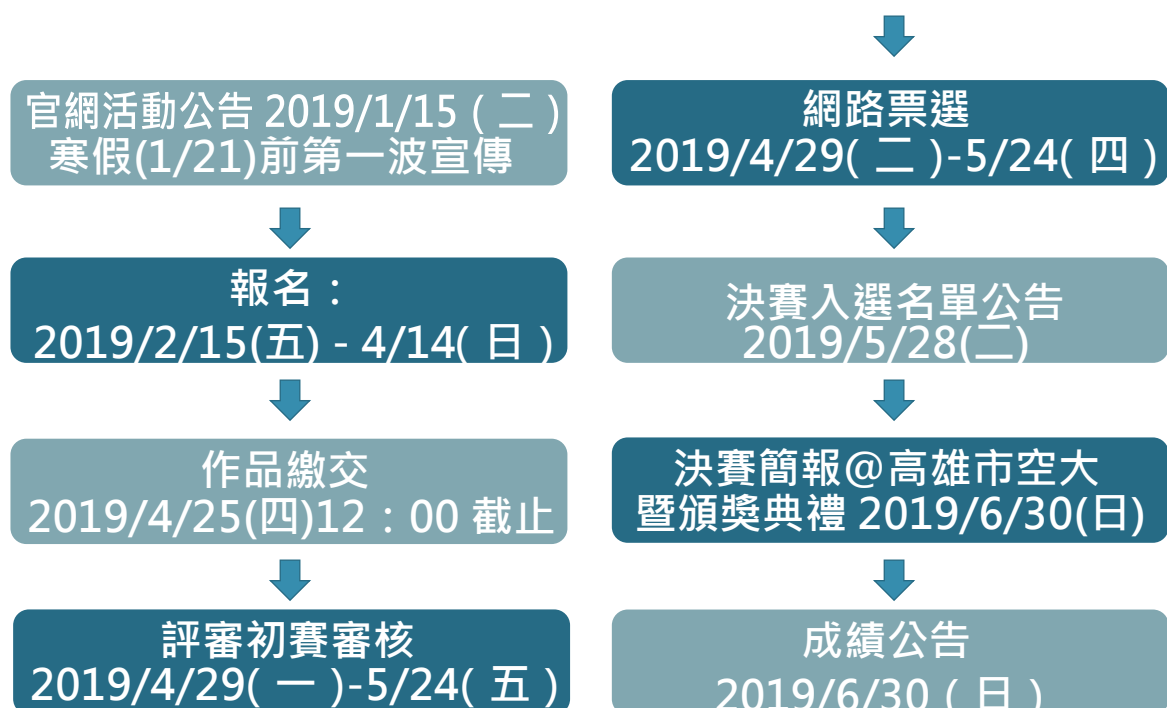 官網活動公告 2019/1/15 ( 二 )
寒假(1/21)前第一波宣傳
報名：
2019/2/15(五) - 4/14( 日 )
作品繳交
2019/4/25(四)12：00 截止
評審初賽審核
2019/4/29( 一 )-5/24( 五 )
網路票選
2019/4/29( 二 )-5/24( 四 )
決賽入選名單公告
2019/5/28(二)
決賽簡報@高雄市空大
暨頒獎典禮 2019/6/30(日)
成績公告
2019/6/30 ( 日 )